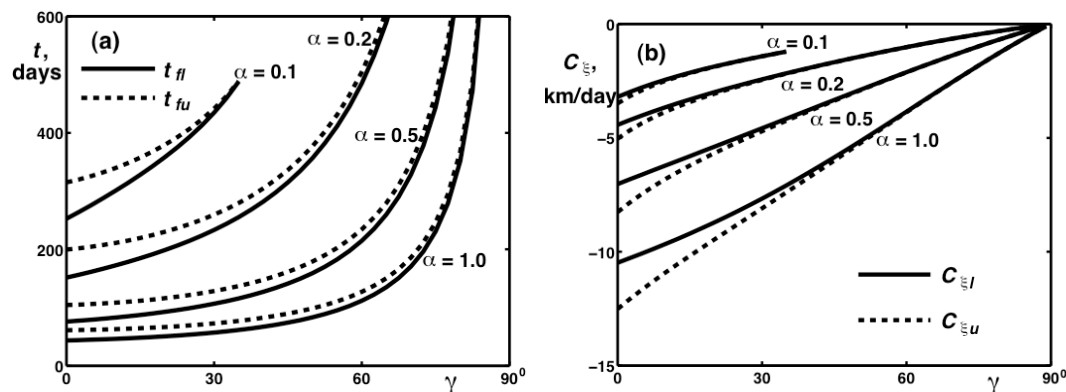 600
(a)
t,
days
t fl
t fu
α = 0.1
α = 0.2
α = 0.5
α = 1.0
400
200
0
0
30
60
γ
90⁰
0
(b)
C ξ,
km/day
α = 0.1
α = 0.2
α = 0.5
α = 1.0
−5
−10
−15
C ξl
C ξu
0
30
60
γ
90⁰